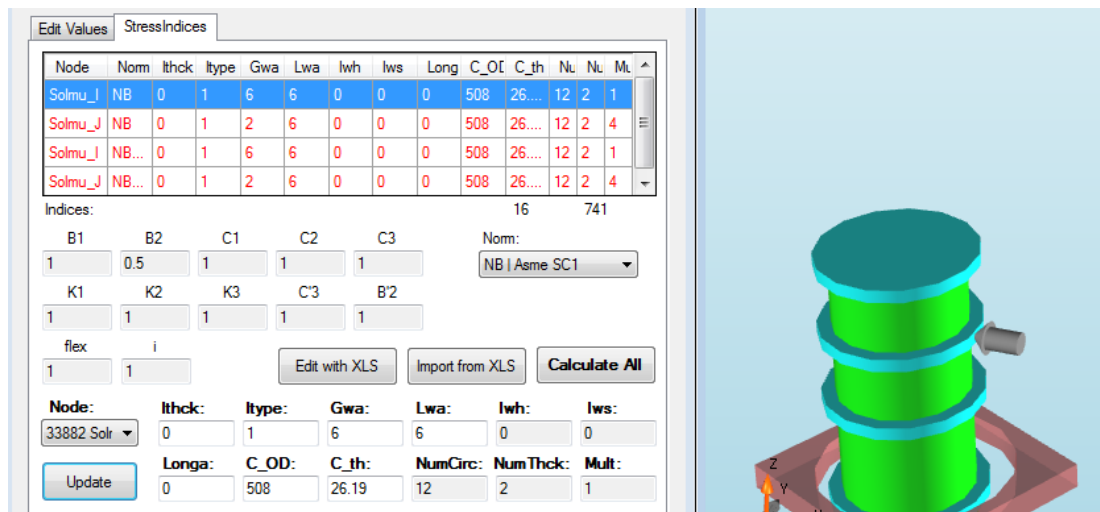 Edit Values StressIndices
Node Norm Ithck Itype Gwa Lwa Iwh Iws Long C_OD C_th Nu Nu Mu
Solmu_I NB 0 1 6 6 0 0 0 508 26.... 12 2 1
Solmu_J NB 0 1 2 6 0 0 0 508 26.... 12 2 4
Solmu_I NB... 0 1 6 6 0 0 0 508 26.... 12 2 1
Solmu_J NB... 0 1 2 6 0 0 0 508 26.... 12 2 4
Indices: 16 741
B1 B2 C1 C2 C3 Norm:
1 0.5 1 1 1 NB | Asme SC1
K1 K2 K3 C'3 B'2
1 1 1 1 1
flex i
1 1 Edit with XLS Import from XLS Calculate All
Node: Ithck: Itype: Gwa: Lwa: Iwh: Iws:
33882 Solr 0 1 6 6 0 0
Longa: C_OD: C_th: NumCirc: NumThck: Mult:
Update 0 508 26.19 12 2 1
Z
Y